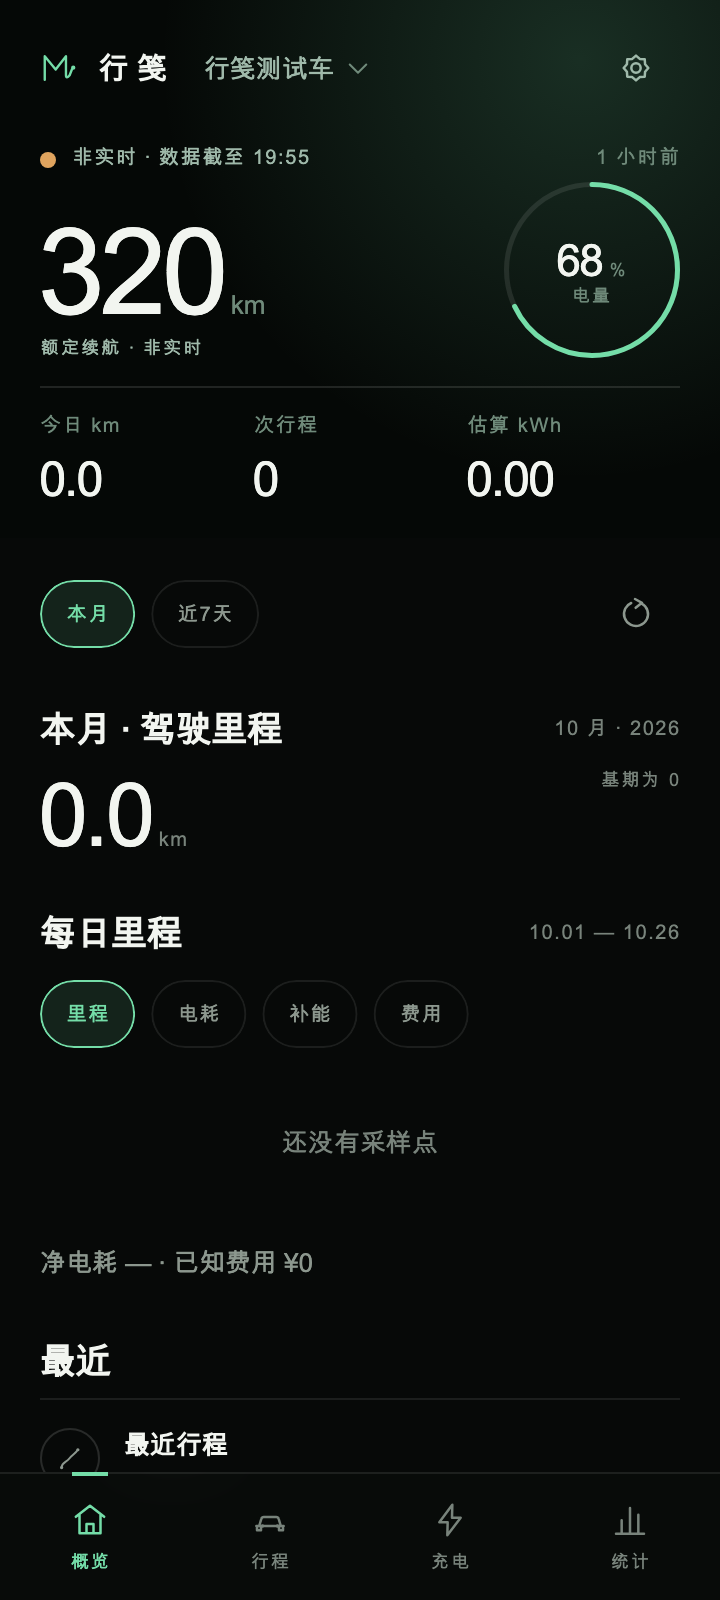 行笺 行笺测试车
非实时 · 数据截至 19:55 1 小时前
320 km
68 %
电量
额定续航 · 非实时
今日 km 次行程 估算 kWh
0.0 0 0.00
本月 近7天
本月 · 驾驶里程 10 月 · 2026
0.0 km 基期为 0
每日里程 10.01 — 10.26
里程 电耗 补能 费用
还没有采样点
净电耗 — · 已知费用 ¥0
最近
最近行程
概览 行程 充电 统计